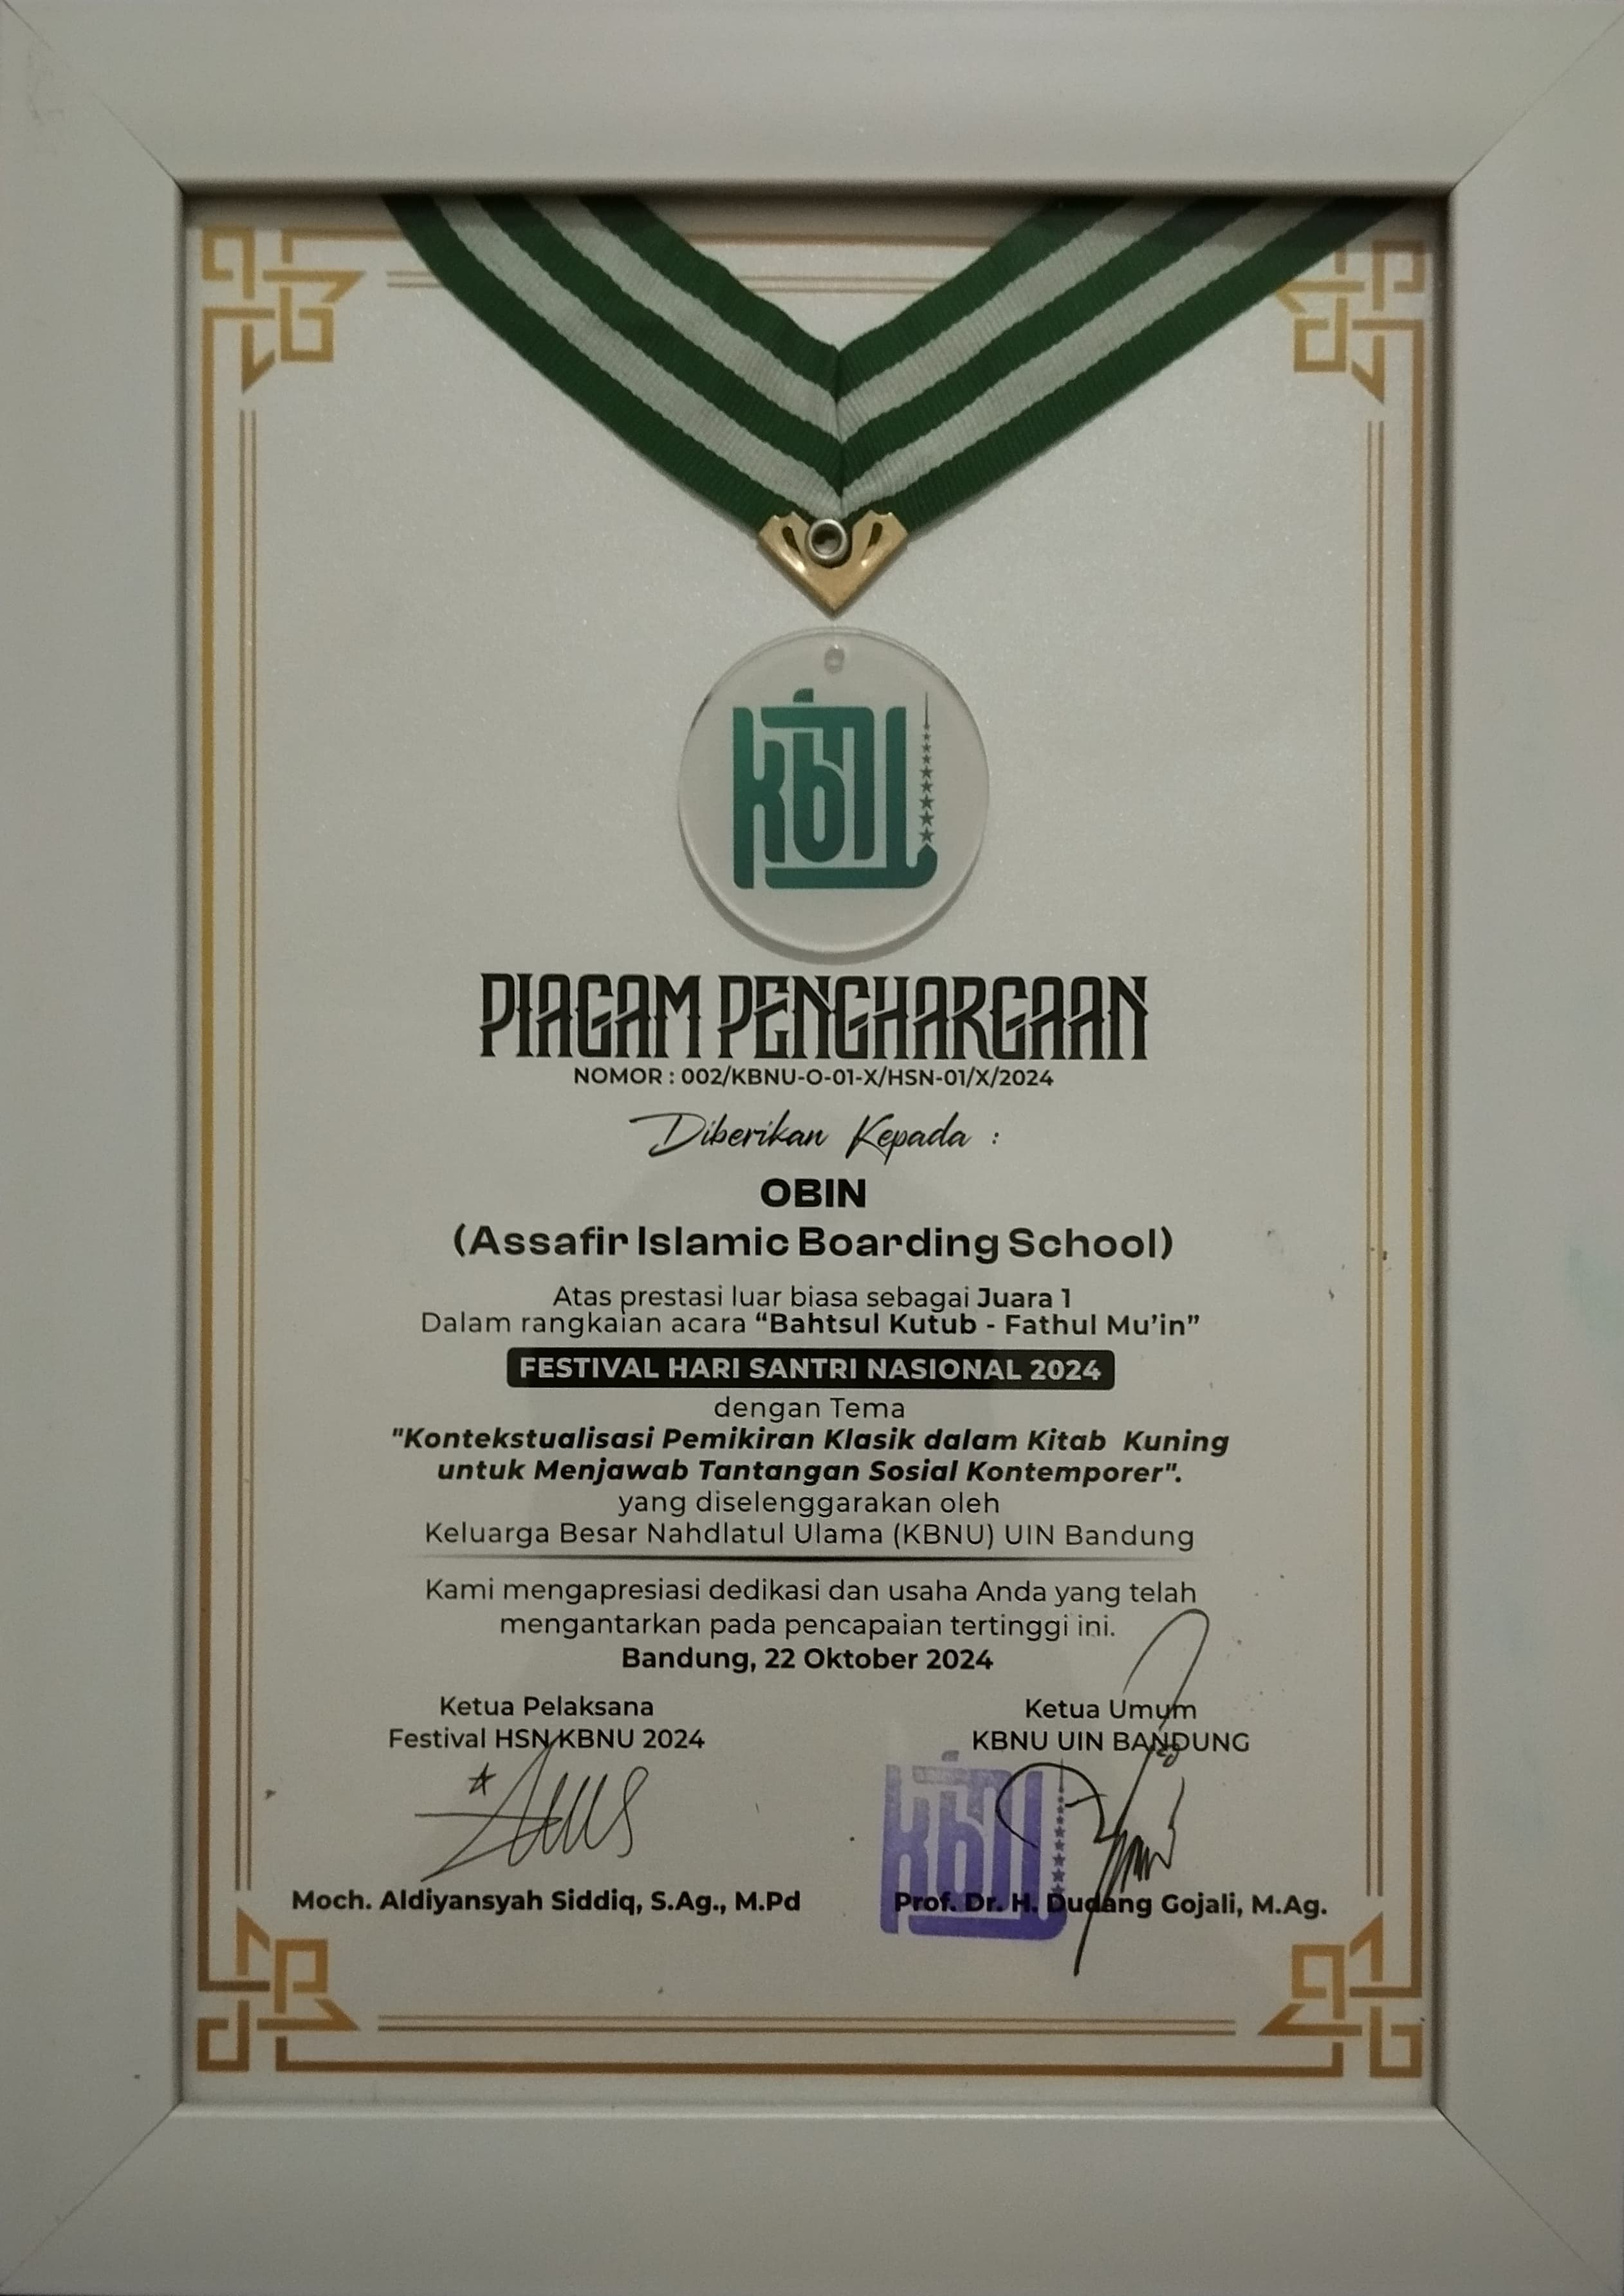 kbnu
PIAGAM PENGHARGAAN
NOMOR : 002/KBNU-O-01-X/HSN-01/X/2024
Diberikan Kepada :
OBIN
(Assafir Islamic Boarding School)
Atas prestasi luar biasa sebagai Juara 1
Dalam rangkaian acara “Bahtsul Kutub - Fathul Mu’in”
FESTIVAL HARI SANTRI NASIONAL 2024
dengan Tema
"Kontekstualisasi Pemikiran Klasik dalam Kitab Kuning
untuk Menjawab Tantangan Sosial Kontemporer".
yang diselenggarakan oleh
Keluarga Besar Nahdlatul Ulama (KBNU) UIN Bandung
Kami mengapresiasi dedikasi dan usaha Anda yang telah
mengantarkan pada pencapaian tertinggi ini.
Bandung, 22 Oktober 2024
Ketua Pelaksana
Festival HSN KBNU 2024
Moch. Aldiyansyah Siddiq, S.Ag., M.Pd
Ketua Umum
KBNU UIN BANDUNG
kbnu
Prof. Dr. H. Dudang Gojali, M.Ag.